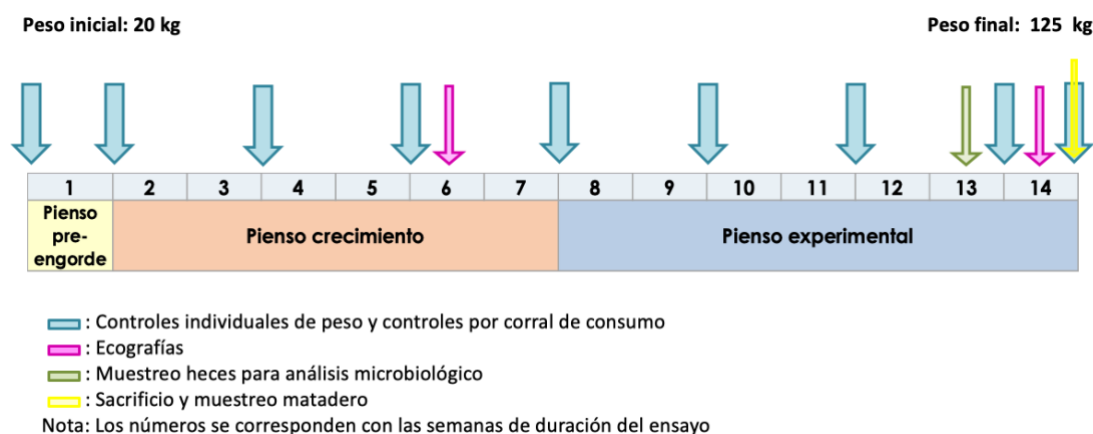 Peso inicial: 20 kg
Peso final: 125 kg
1 2 3 4 5 6 7 8 9 10 11 12 13 14
Pienso
pre-
engorde
Pienso crecimiento
Pienso experimental
: Controles individuales de peso y controles por corral de consumo
: Ecografías
: Muestreo heces para análisis microbiológico
: Sacrificio y muestreo matadero
Nota: Los números se corresponden con las semanas de duración del ensayo